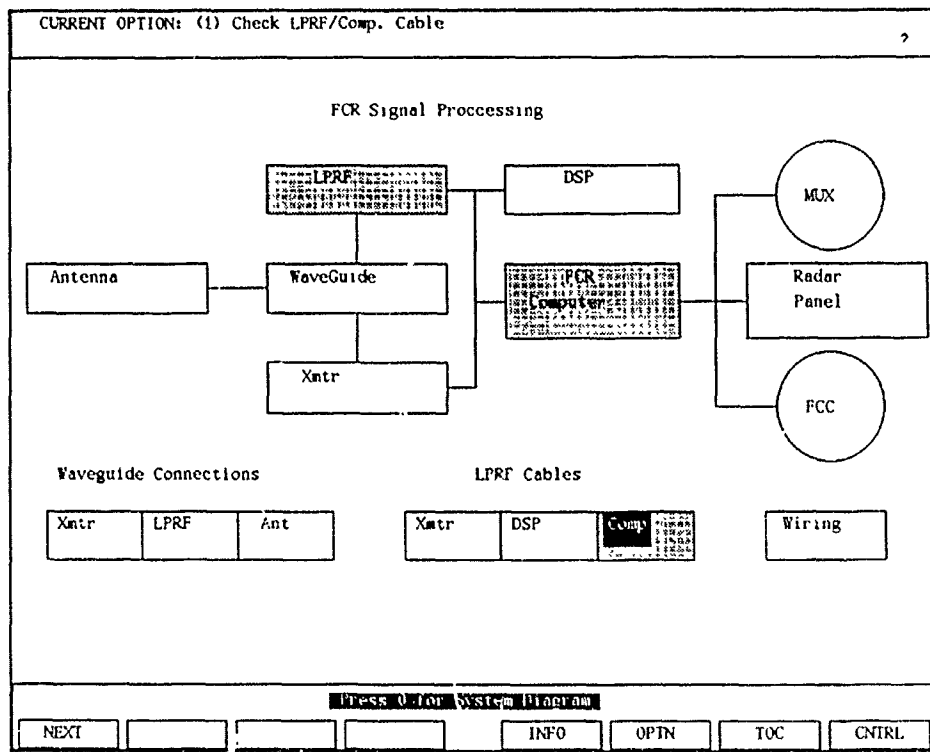 CURRENT OPTION: (1) Check LPRF/Comp. Cable
?
FCR Signal Proccessing
LPRF
DSP
MUX
Antenna
WaveGuide
FCR
Computer
Radar
Panel
Xmtr
FCC
Waveguide Connections
LPRF Cables
Xmtr
LPRF
Ant
Xmtr
DSP
Comp
Wiring
Press 0 for System Diagram
NEXT
INFO
OPTN
TOC
CNTRL